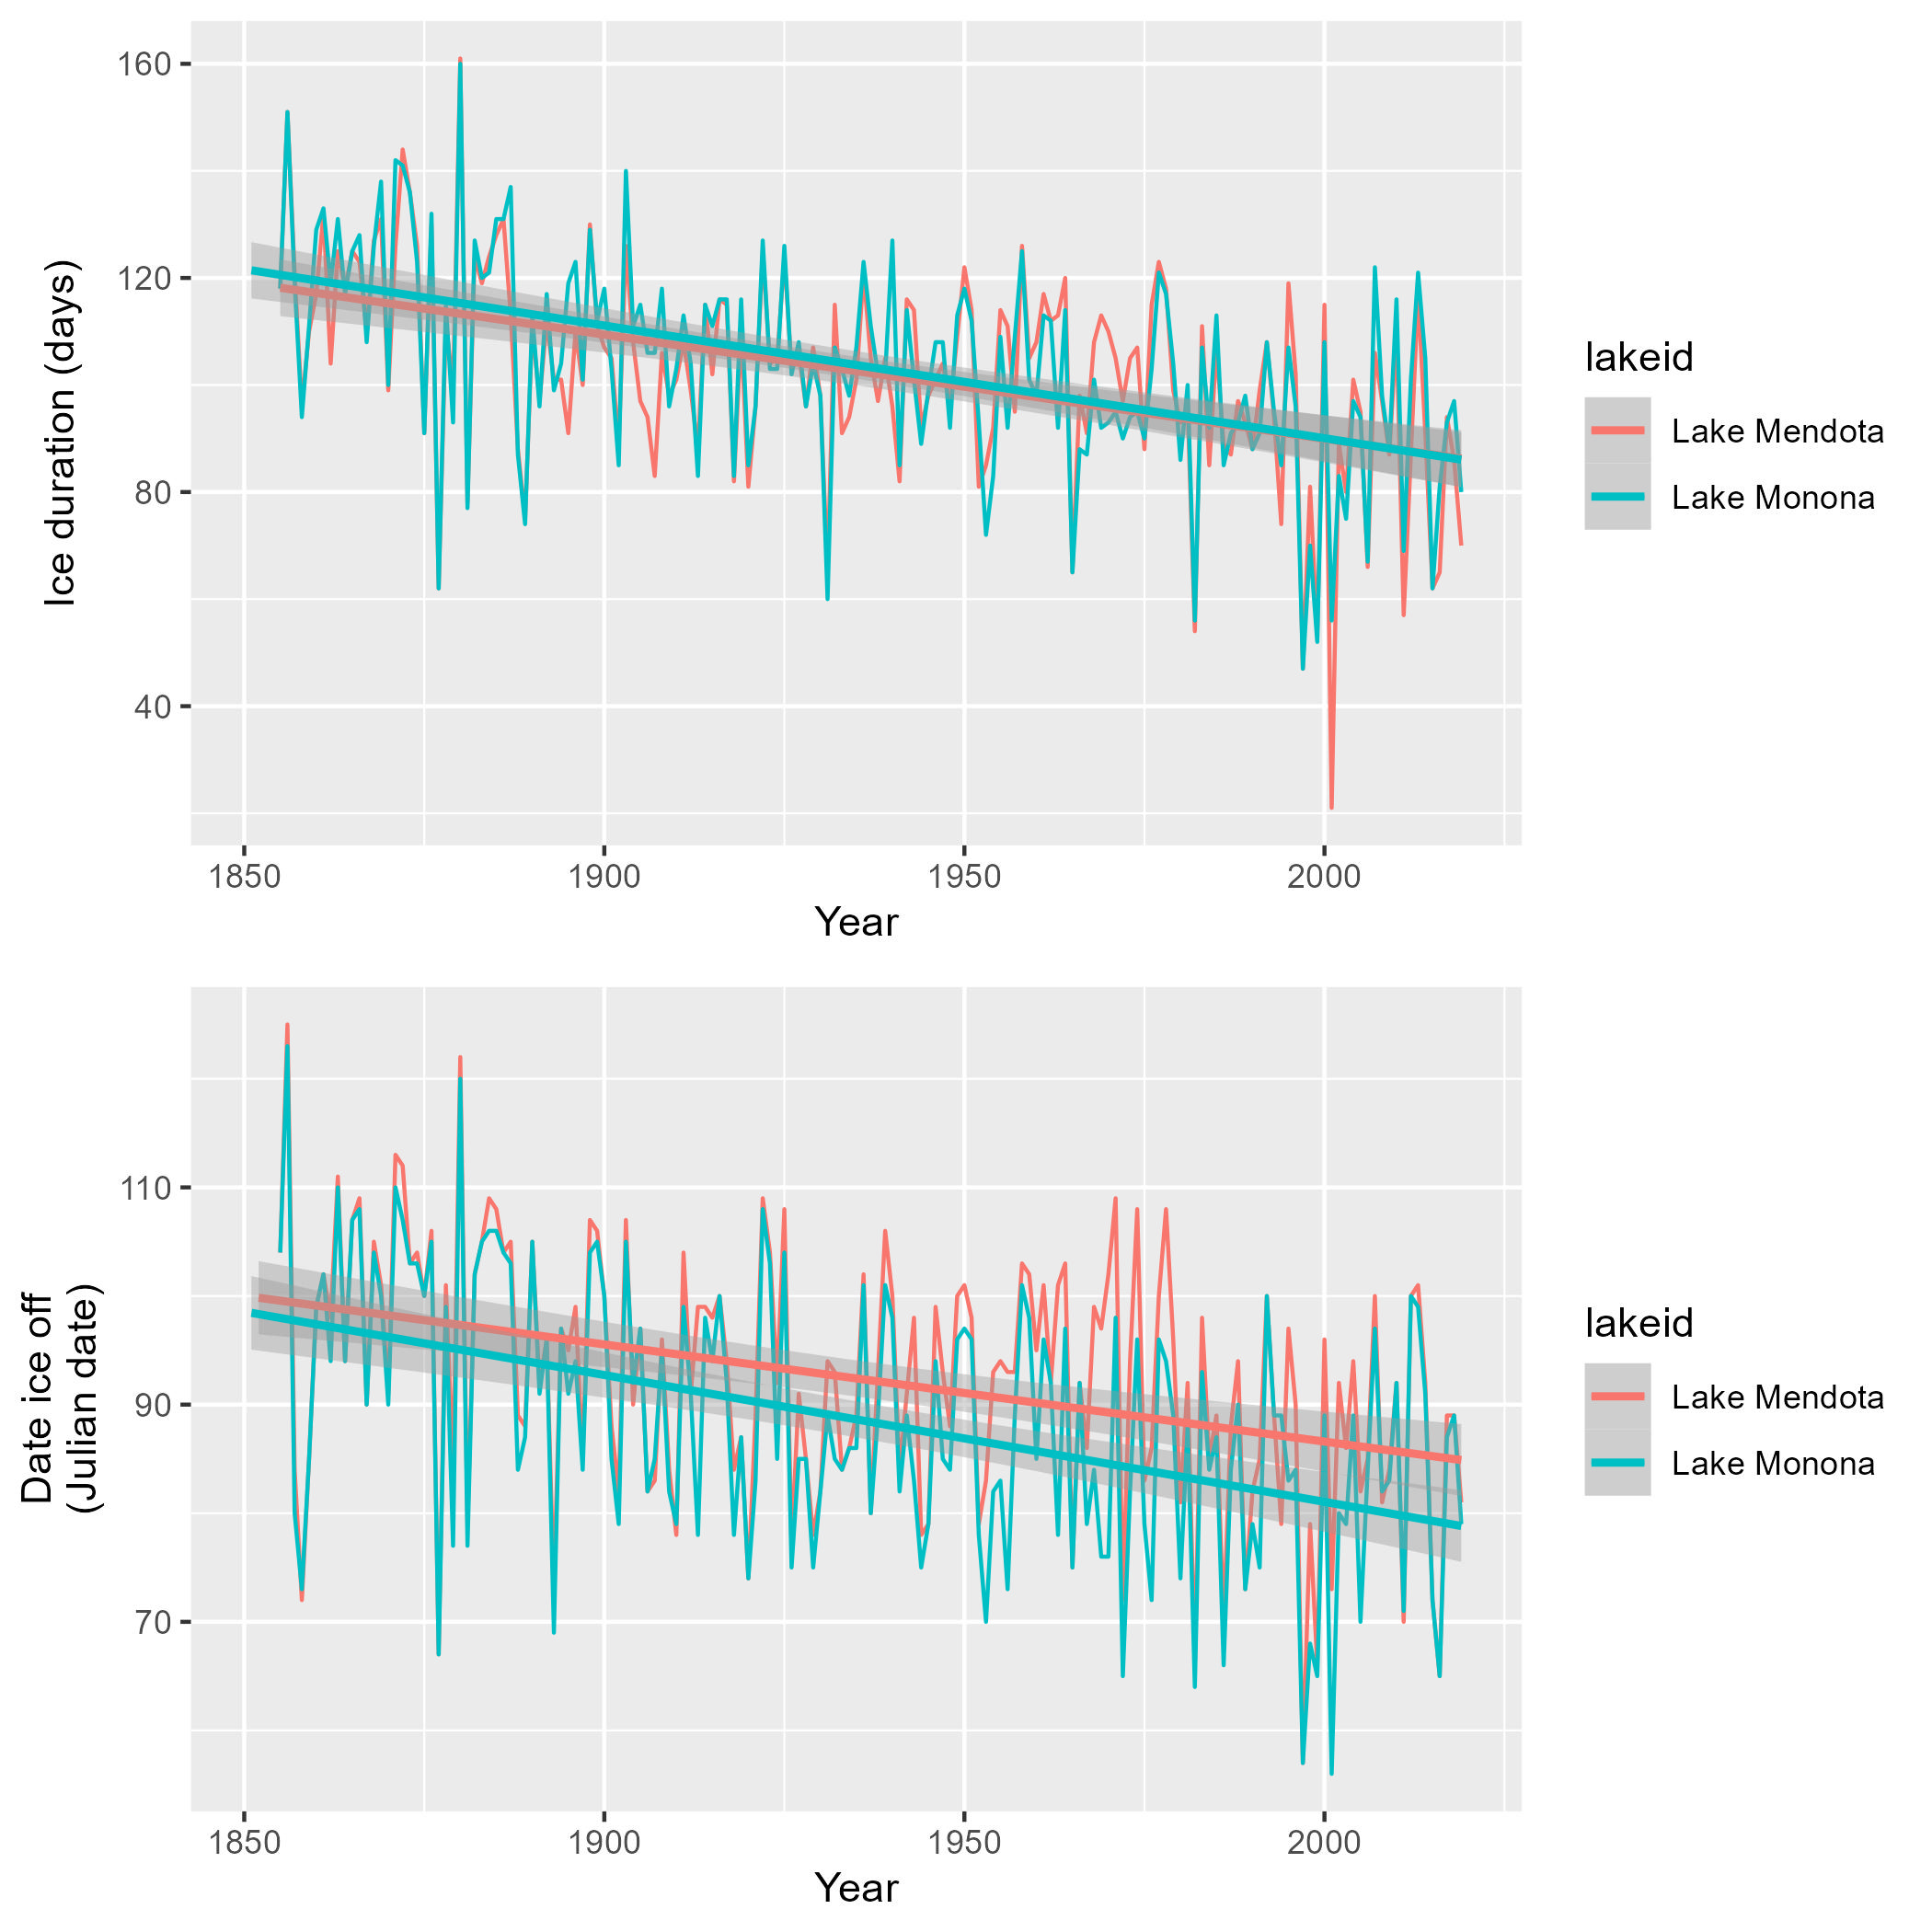 160
120
80
40
Ice duration (days)
1850 1900 1950 2000
Year
lakeid
Lake Mendota
Lake Monona
110
90
70
Date ice off
(Julian date)
1850 1900 1950 2000
Year
lakeid
Lake Mendota
Lake Monona